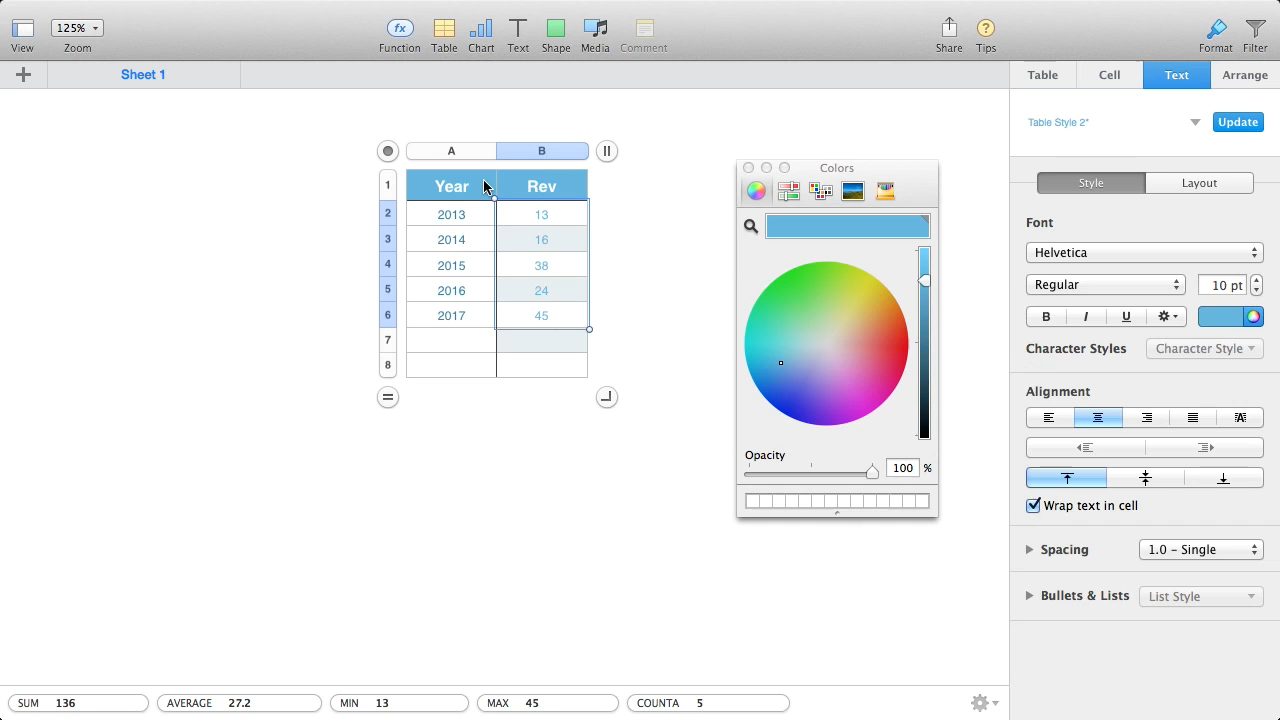 View
125%
Zoom
fx
Function
Table
Chart
Text
Shape
Media
Comment
Share
?
Tips
Format
Filter
Sheet 1
Table
Cell
Text
Arrange
Table Style 2*
Update
Style
Layout
A
B
1
Year
Rev
2
2013
13
3
2014
16
4
2015
38
5
2016
24
6
2017
45
7
8
Colors
Opacity
100
%
Font
Helvetica
Regular
10 pt
B
I
U
Character Styles
Character Style
Alignment
A
Wrap text in cell
Spacing
1.0 – Single
Bullets & Lists
List Style
SUM 136
AVERAGE 27.2
MIN 13
MAX 45
COUNTA 5